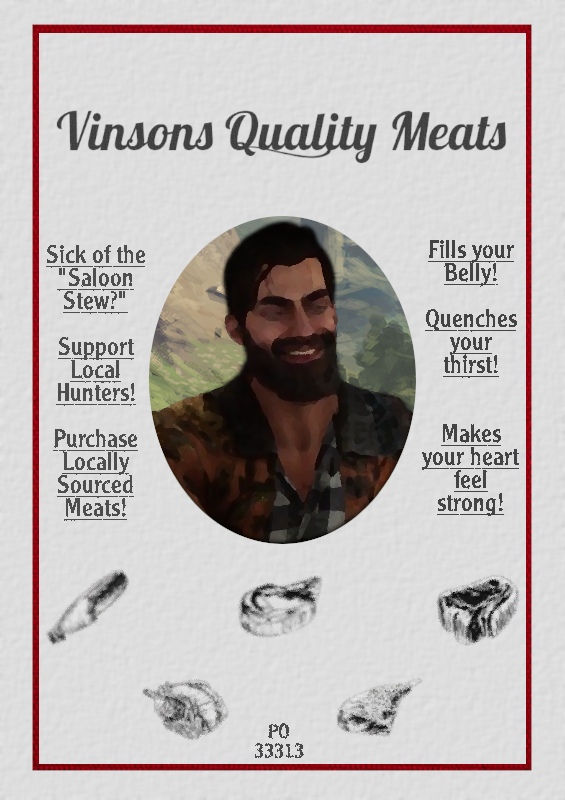 Vinsons Quality Meats
Sick of the
"Saloon
Stew?"
Support
Local
Hunters!
Purchase
Locally
Sourced
Meats!
Fills your
Belly!
Quenches
your
thirst!
Makes
your heart
feel
strong!
PO
33313